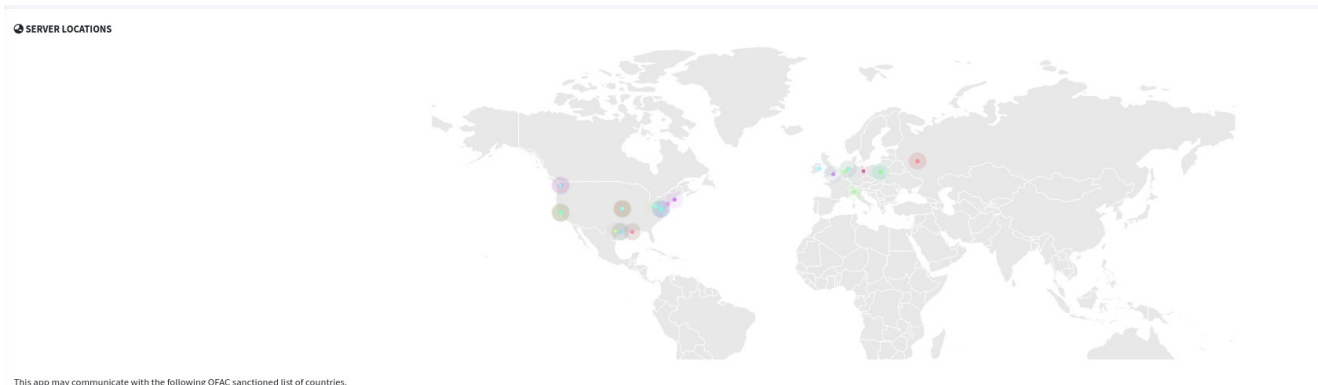 SERVER LOCATIONS
This app may communicate with the following OFAC sanctioned list of countries.